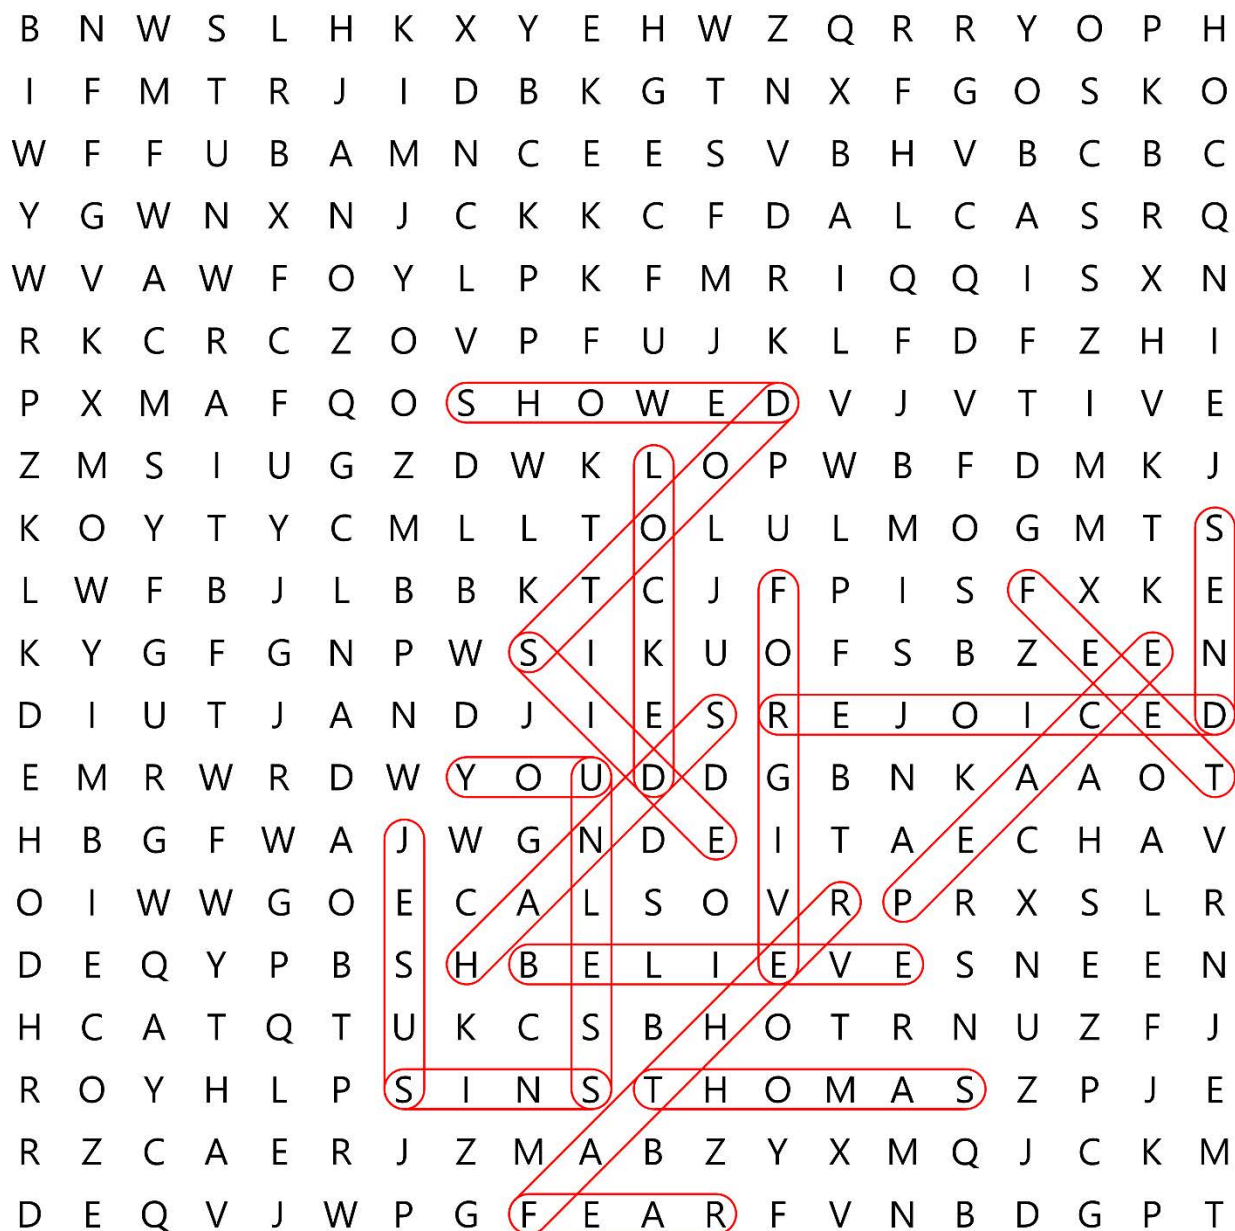 B N W S L H K X Y E H W Z Q R R Y O P H
I F M T R J I D B K G T N X F G O S K O
W F F U B A M N C E E S V B H V B C B C
Y G W N X N J C K K C F D A L C A S R Q
W V A W F O Y L P K F M R I Q Q I S X N
R K C R C Z O V P F U J K L F D F Z H I
P X M A F Q O S H O W E D V J V T I V E
Z M S I U G Z D W K L O P W B F D M K J
K O Y T Y C M L L T O L U L M O G M T S
L W F B J L B B K T C J F P I S F X K E
K Y G F G N P W S I K U O F S B Z E E N
D I U T J A N D J I E S R E J O I C E D
E M R W R D W Y O U D D G B N K A A O T
H B G F W A J W G N D E I T A E C H A V
O I W W G O E C A L S O V R P R X S L R
D E Q Y P B S H B E L I E V E S N E E N
H C A T Q T U K C S B H O T R N U Z F J
R O Y H L P S I N S T H O M A S Z P J E
R Z C A E R J Z M A B Z Y X M Q J C K M
D E Q V J W P G F E A R F V N B D G P T